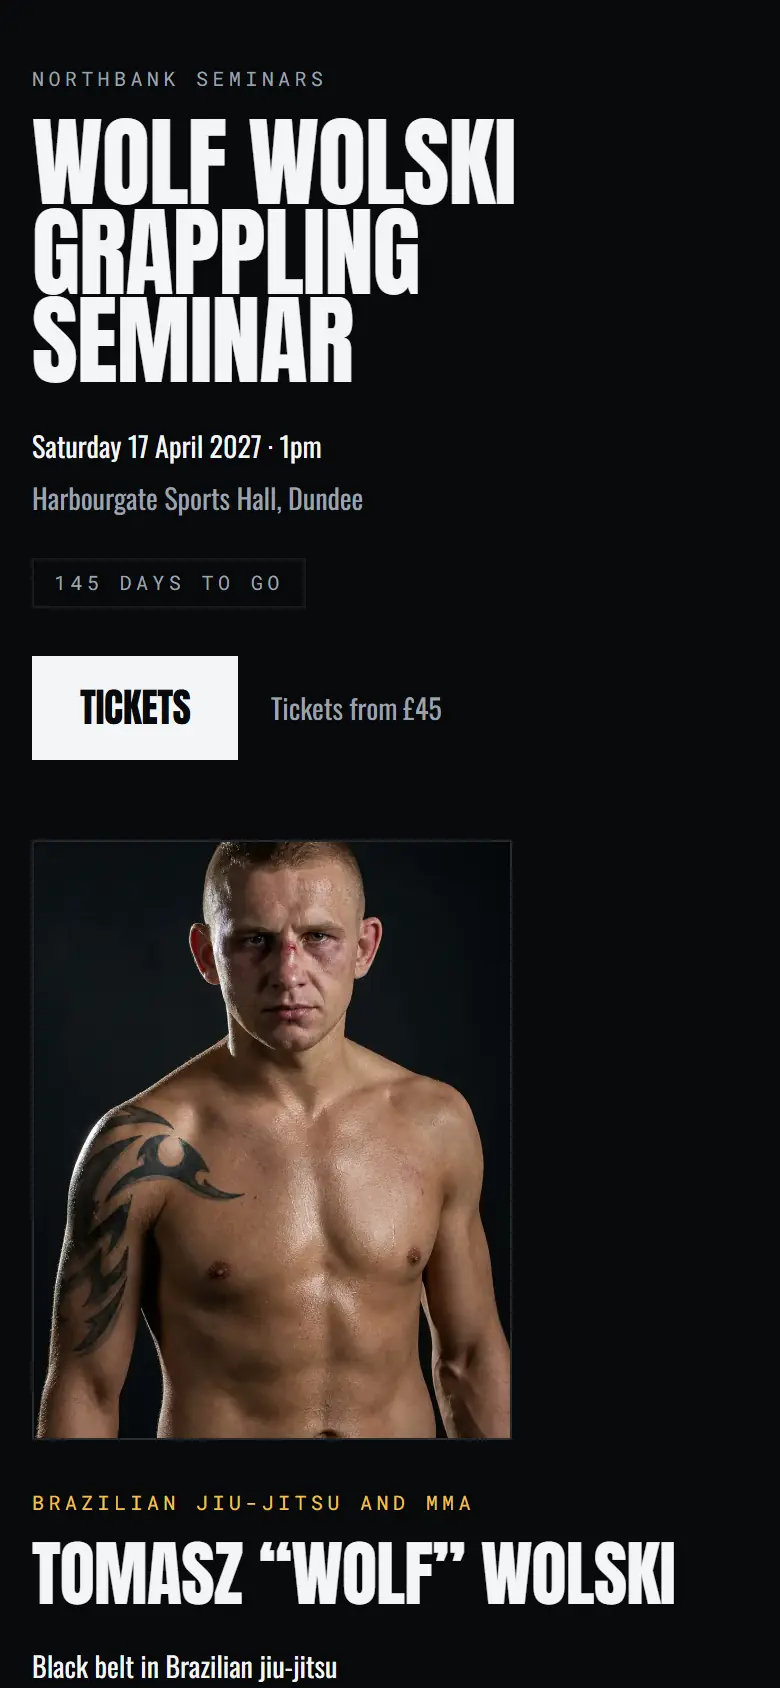 NORTHBANK SEMINARS
WOLF WOLSKI
GRAPPLING
SEMINAR
Saturday 17 April 2027 · 1pm
Harbourgate Sports Hall, Dundee
145 DAYS TO GO
TICKETS
Tickets from £45
BRAZILIAN JIU-JITSU AND MMA
TOMASZ “WOLF” WOLSKI
Black belt in Brazilian jiu-jitsu